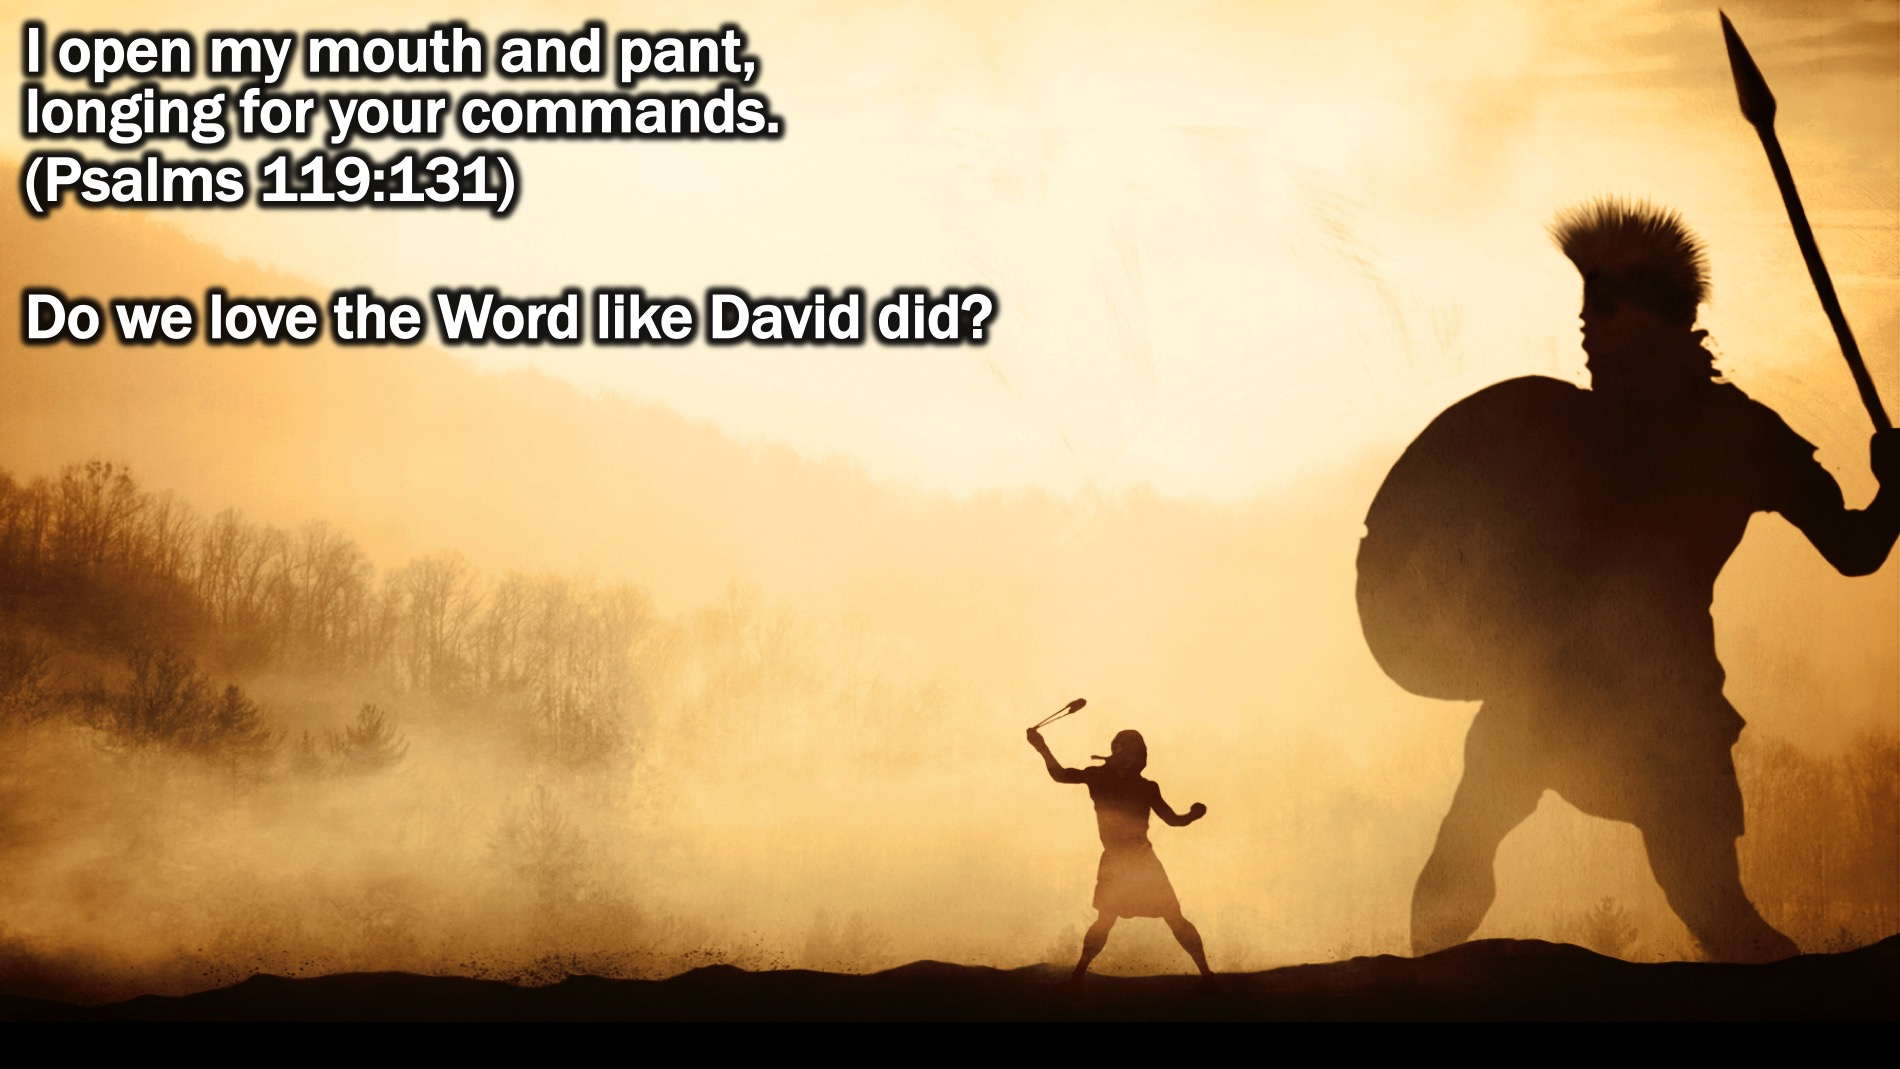 I open my mouth and pant,
longing for your commands.
(Psalms 119:131)
Do we love the Word like David did?